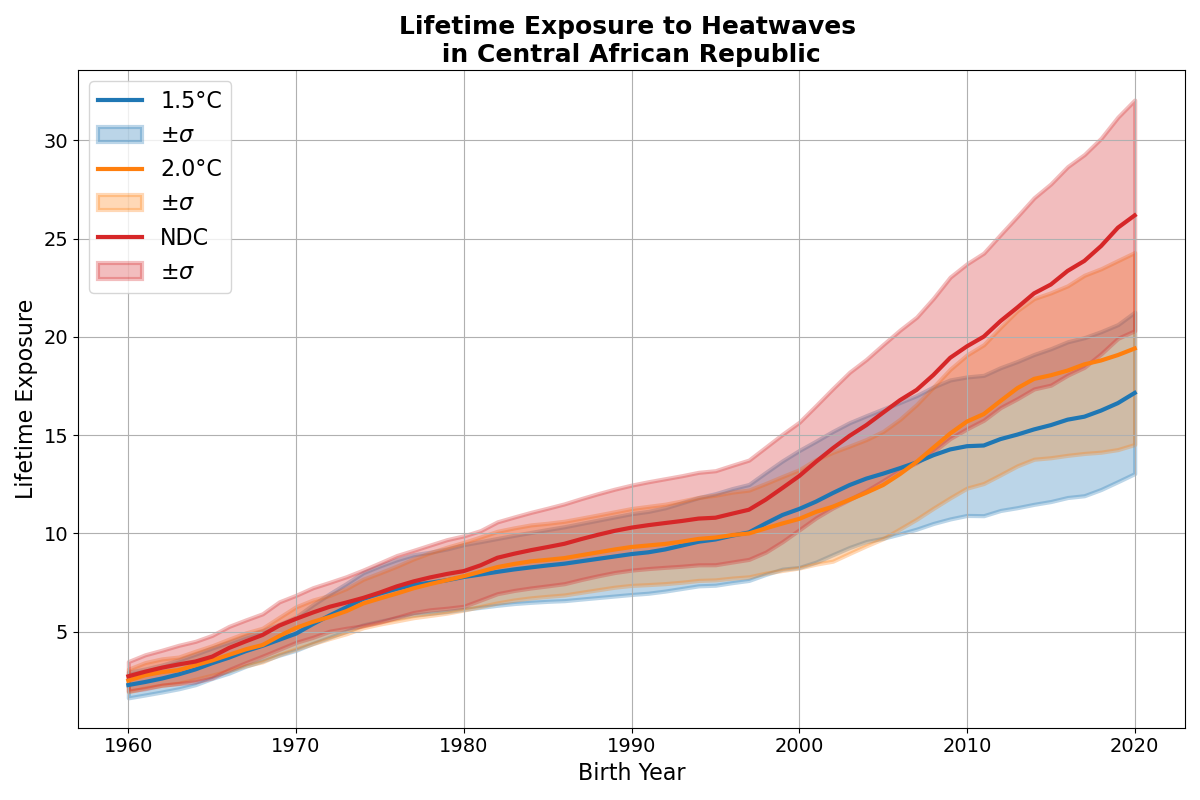 Lifetime Exposure to Heatwaves
in Central African Republic
1.5°C
±σ
2.0°C
±σ
NDC
±σ
Lifetime Exposure
30
25
20
15
10
5
1960
1970
1980
1990
2000
2010
2020
Birth Year